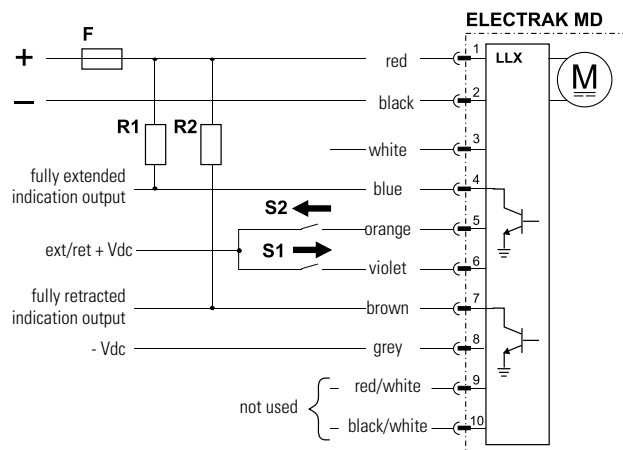 ELECTRAK MD
F
+
red
1
LLX
M
–
black
2
R1
R2
white
3
fully extended
indication output
blue
4
S2
orange
5
ext/ret + Vdc
S1
violet
6
fully retracted
indication output
brown
7
- Vdc
grey
8
not used
red/white
9
black/white
10